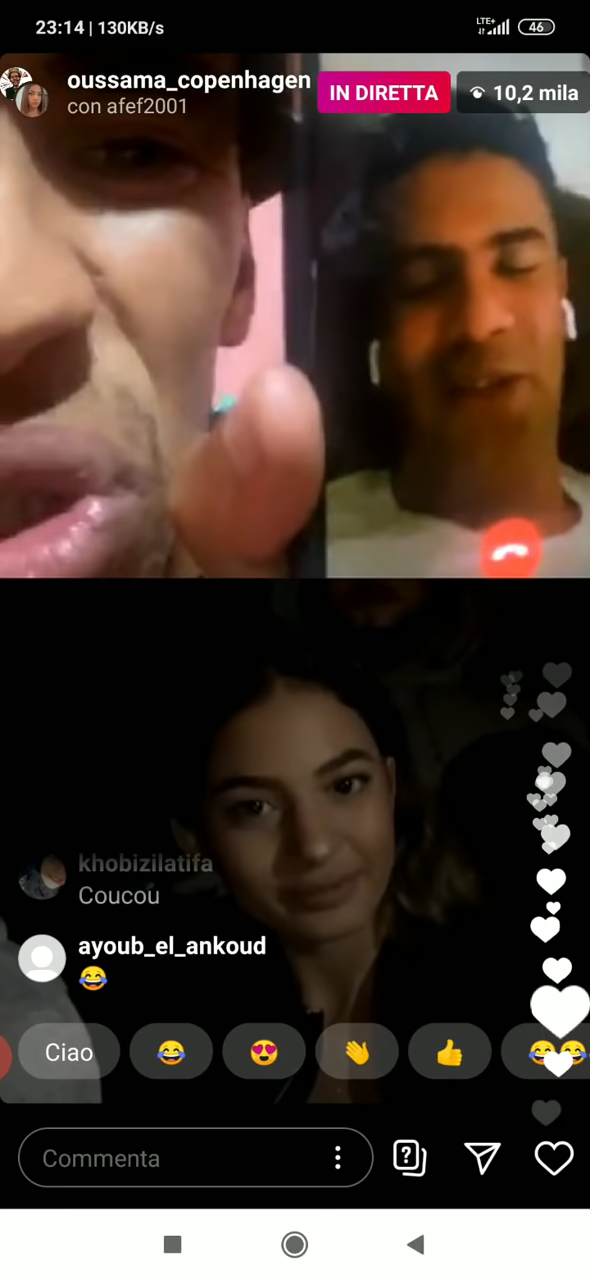 23:14 | 130KB/s
LTE+
46
oussama_copenhagen
con afef2001
IN DIRETTA
10,2 mila
khobizilatifa
Coucou
ayoub_el_ankoud
😂
Ciao
😂
😍
👋
👍
😂😂
Commenta